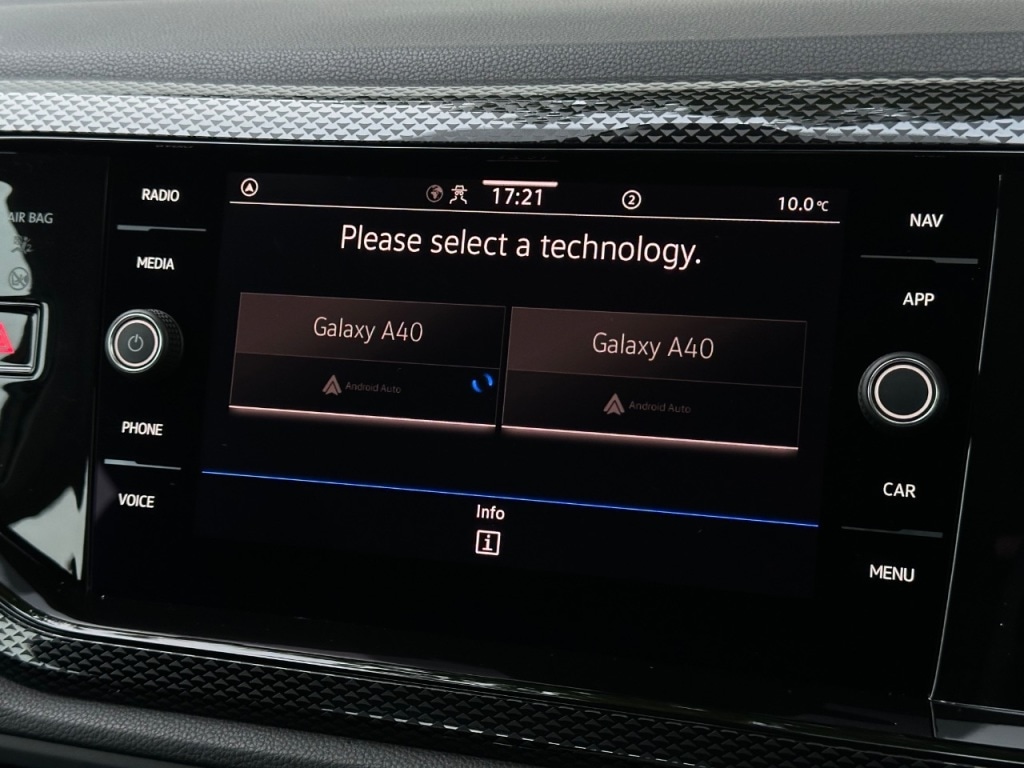 RADIO
MEDIA
PHONE
VOICE
AIR BAG
17:21
2
10.0 °C
Please select a technology.
Galaxy A40
Android Auto
Galaxy A40
Android Auto
Info
i
NAV
APP
CAR
MENU